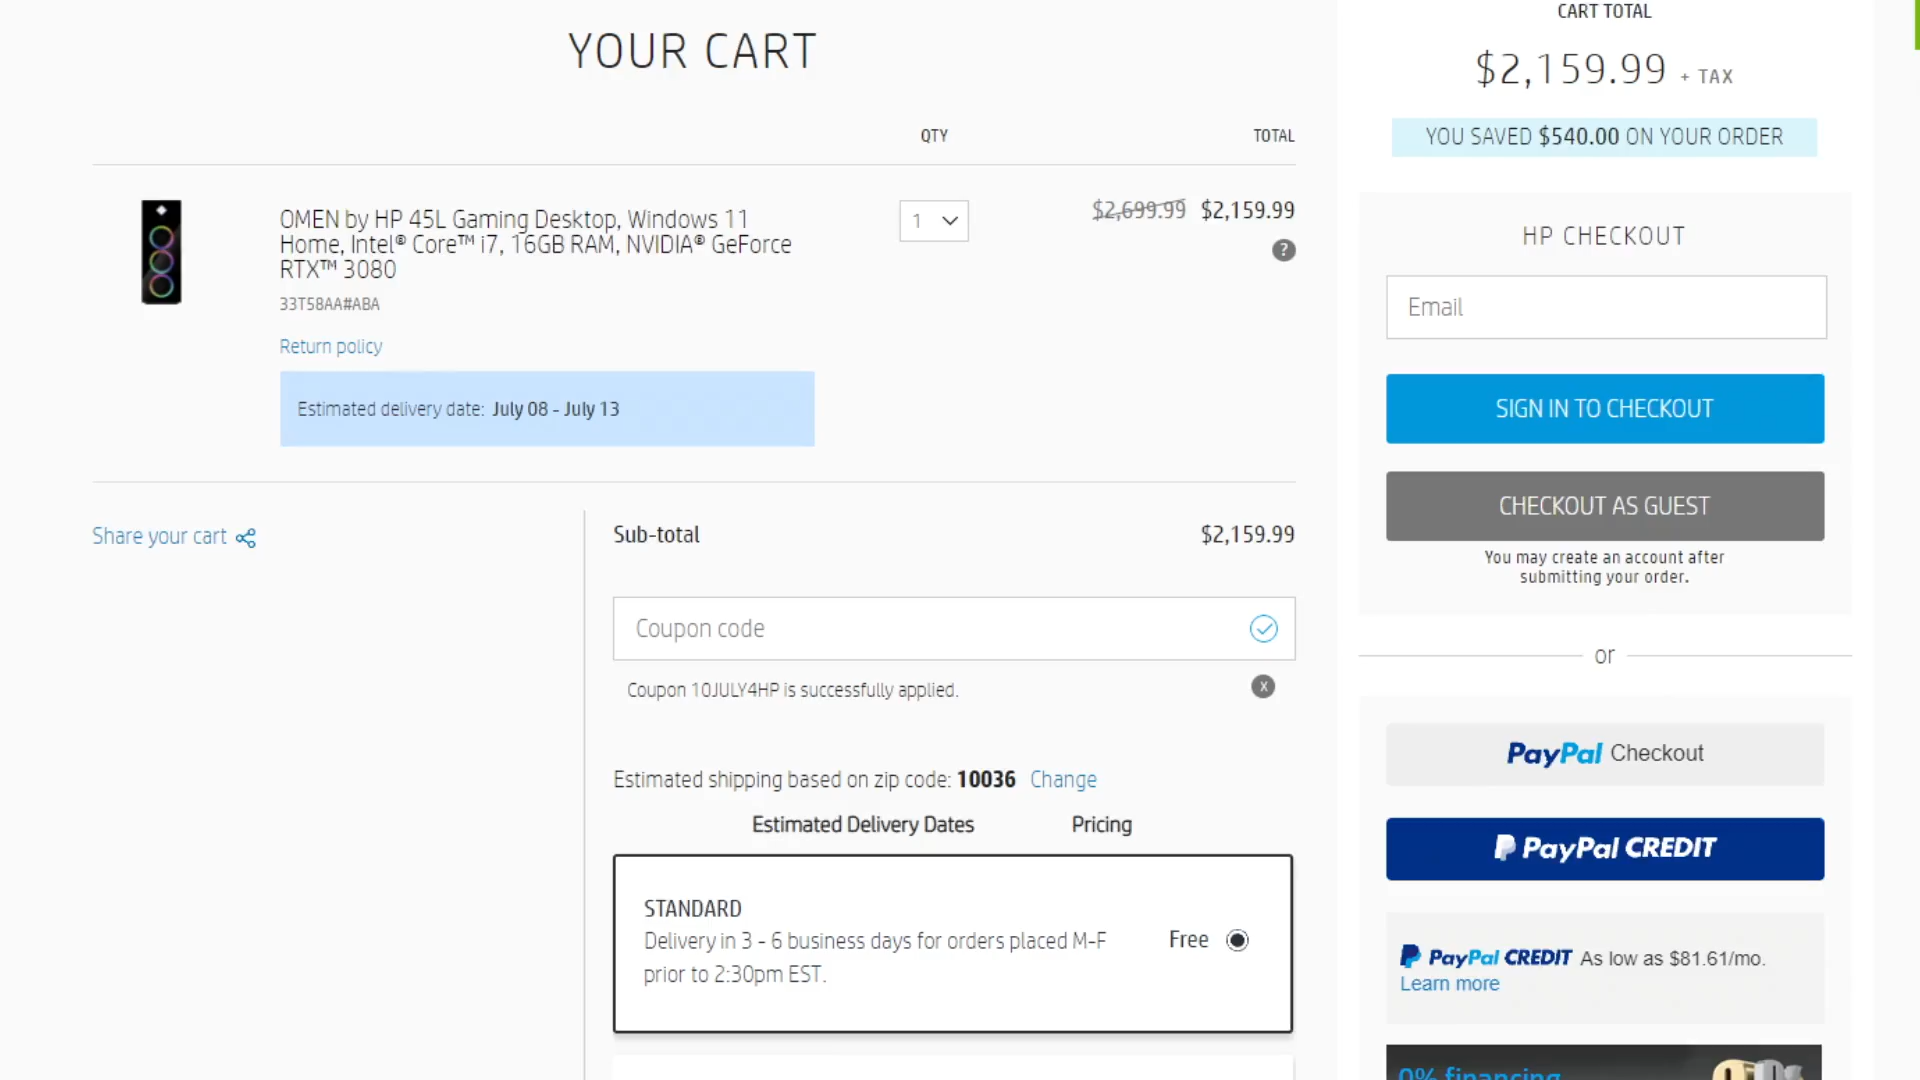 YOUR CART
QTY
TOTAL
OMEN by HP 45L Gaming Desktop, Windows 11
Home, Intel® Core™ i7, 16GB RAM, NVIDIA® GeForce
RTX™ 3080
33T58AA#ABA
Return policy
Estimated delivery date: July 08 - July 13
1
$2,699.99 $2,159.99
?
Share your cart
Sub-total
$2,159.99
Coupon code
Coupon 10JULY4HP is successfully applied.
X
Estimated shipping based on zip code: 10036 Change
Estimated Delivery Dates
Pricing
STANDARD
Delivery in 3 - 6 business days for orders placed M-F
prior to 2:30pm EST.
Free
CART TOTAL
$2,159.99 + TAX
YOU SAVED $540.00 ON YOUR ORDER
HP CHECKOUT
Email
SIGN IN TO CHECKOUT
CHECKOUT AS GUEST
You may create an account after
submitting your order.
or
PayPal Checkout
PayPal CREDIT
PayPal CREDIT As low as $81.61/mo.
Learn more
0% financing